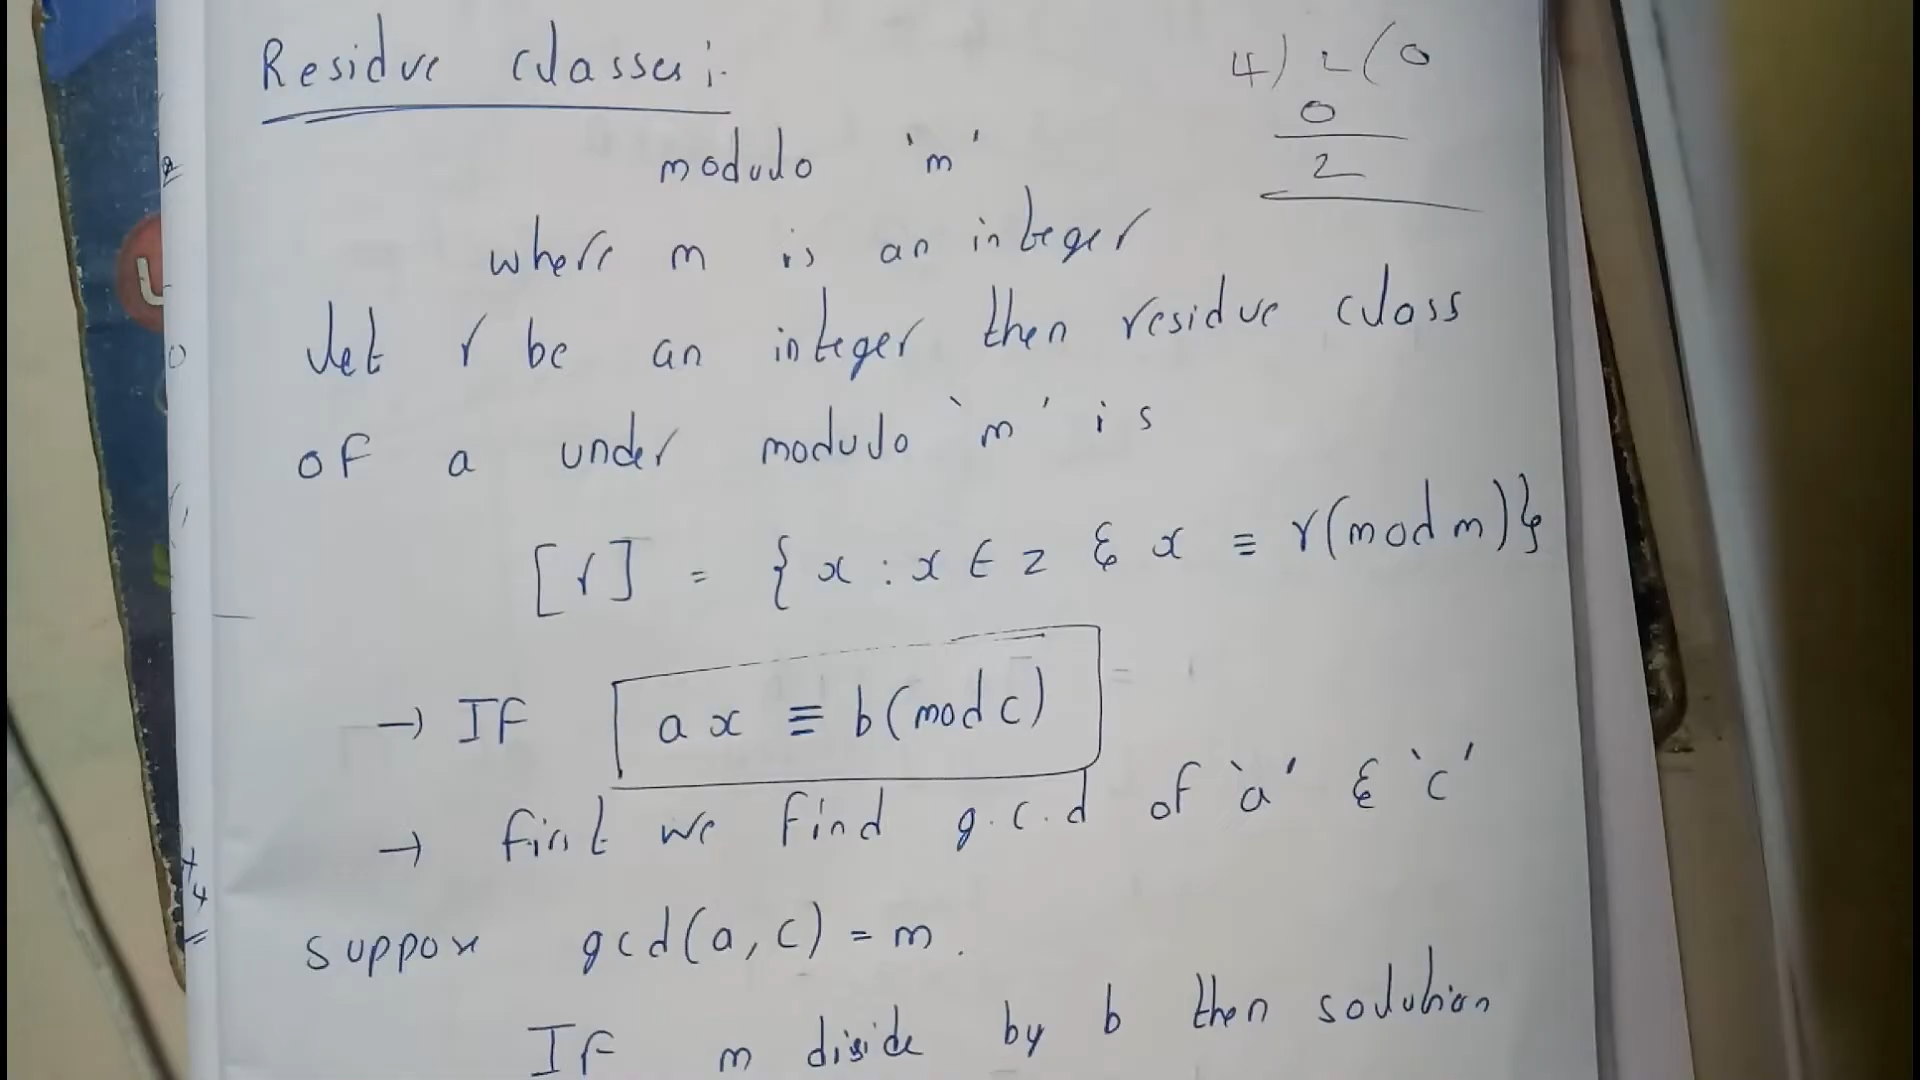 Residue classes:-
4) 2 (0
0
2
modulo 'm'
where m is an integer
Let r be an integer then residue class
of a under modulo 'm' is
[r] = {x : x ∈ z & x ≡ r(mod m)}
→ If ax ≡ b(mod c)
→ first we find g.c.d of 'a' & 'c'
suppose gcd(a, c) = m.
If m divide by b then solution